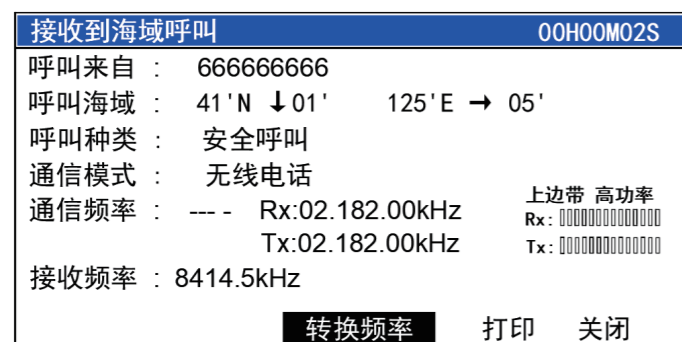 接收到海域呼叫 00H00M02S
呼叫来自 : 666666666
呼叫海域 : 41'N ↓01' 125'E → 05'
呼叫种类 : 安全呼叫
通信模式 : 无线电话
上边带 高功率
通信频率 : --- - Rx:02.182.00kHz Rx:
Tx:02.182.00kHz Tx:
接收频率 : 8414.5kHz
转换频率 打印 关闭